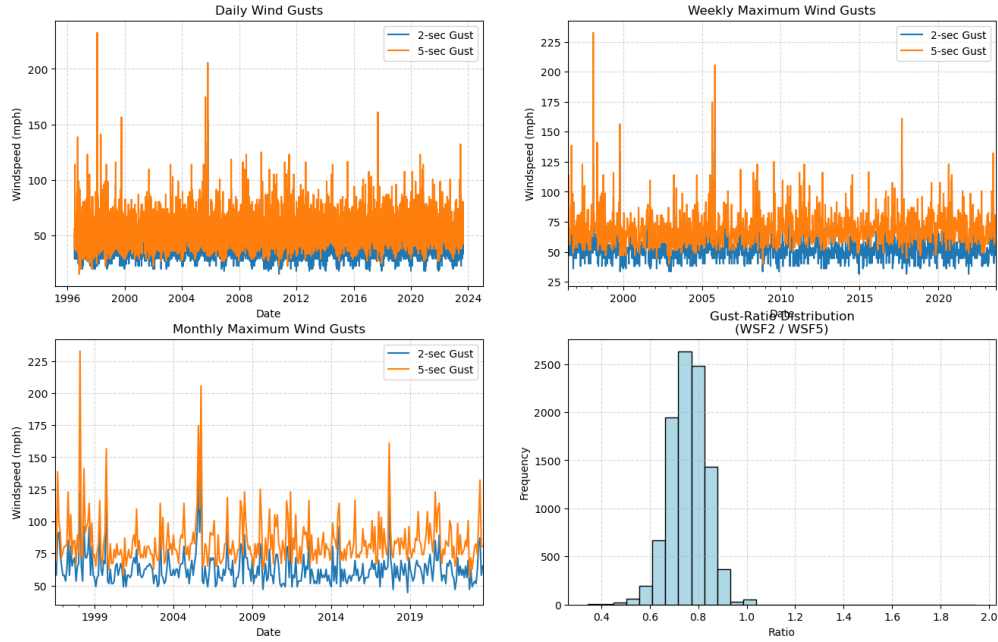 Daily Wind Gusts
Windspeed (mph)
200
150
100
50
2-sec Gust
5-sec Gust
1996 2000 2004 2008 2012 2016 2020 2024
Date
Weekly Maximum Wind Gusts
Windspeed (mph)
225
200
175
150
125
100
75
50
25
2-sec Gust
5-sec Gust
2000 2005 2010 2015 2020
Date
Monthly Maximum Wind Gusts
Windspeed (mph)
225
200
175
150
125
100
75
50
2-sec Gust
5-sec Gust
1999 2004 2009 2014 2019
Date
Gust-Ratio Distribution
(WSF2 / WSF5)
Frequency
2500
2000
1500
1000
500
0
0.4 0.6 0.8 1.0 1.2 1.4 1.6 1.8 2.0
Ratio